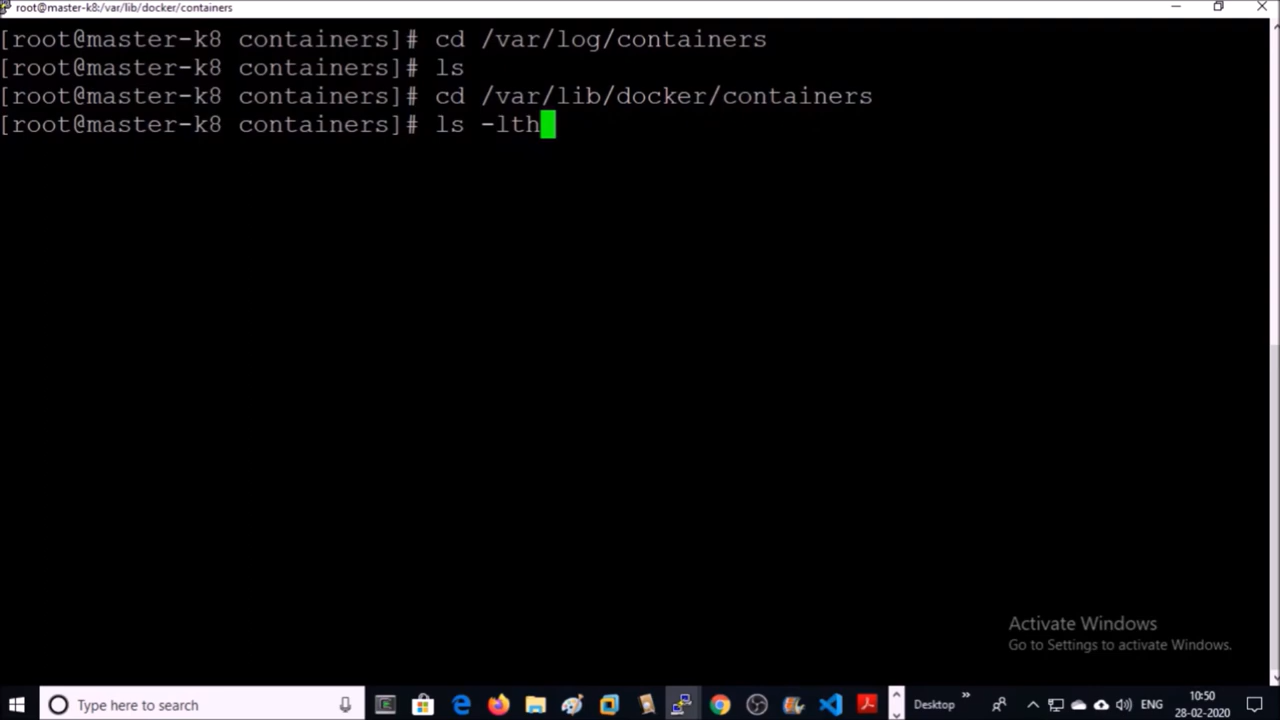 root@master-k8:/var/lib/docker/containers
[root@master-k8 containers]# cd /var/log/containers
[root@master-k8 containers]# ls
[root@master-k8 containers]# cd /var/lib/docker/containers
[root@master-k8 containers]# ls -lth
Activate Windows
Go to Settings to activate Windows.
Type here to search
Desktop
ENG
10:50
28-02-2020